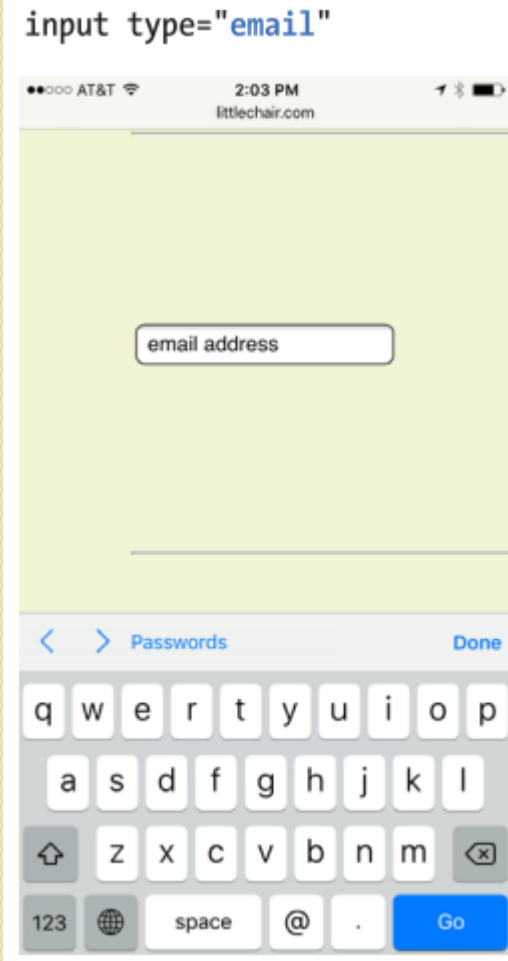 input type="email"
AT&T 2:03 PM
littlechair.com
email address
Passwords Done
q w e r t y u i o p
a s d f g h j k l
z x c v b n m
123 space @ . Go